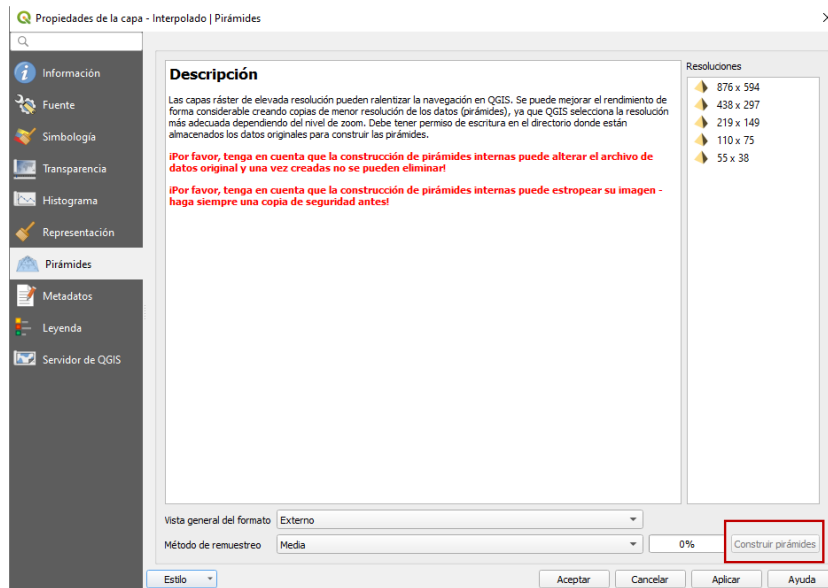 Propiedades de la capa - Interpolado | Pirámides
Información
Fuente
Simbología
Transparencia
Histograma
Representación
Pirámides
Metadatos
Leyenda
Servidor de QGIS
Descripción
Las capas ráster de elevada resolución pueden ralentizar la navegación en QGIS. Se puede mejorar el rendimiento de
forma considerable creando copias de menor resolución de los datos (pirámides), ya que QGIS selecciona la resolución
más adecuada dependiendo del nivel de zoom. Debe tener permiso de escritura en el directorio donde están
almacenados los datos originales para construir las pirámides.
¡Por favor, tenga en cuenta que la construcción de pirámides internas puede alterar el archivo de
datos original y una vez creadas no se pueden eliminar!
¡Por favor, tenga en cuenta que la construcción de pirámides internas puede estropear su imagen -
haga siempre una copia de seguridad antes!
Resoluciones
876 x 594
438 x 297
219 x 149
110 x 75
55 x 38
Vista general del formato Externo
Método de remuestreo Media 0% Construir pirámides
Estilo Aceptar Cancelar Aplicar Ayuda